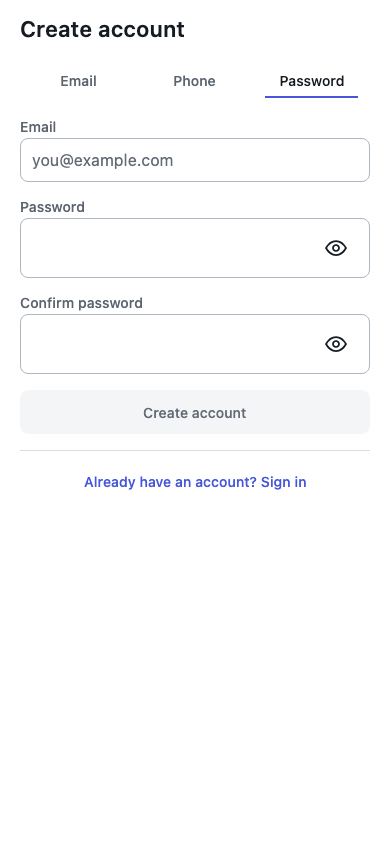 Create account
Email Phone Password
Email
you@example.com
Password
Confirm password
Create account
Already have an account? Sign in